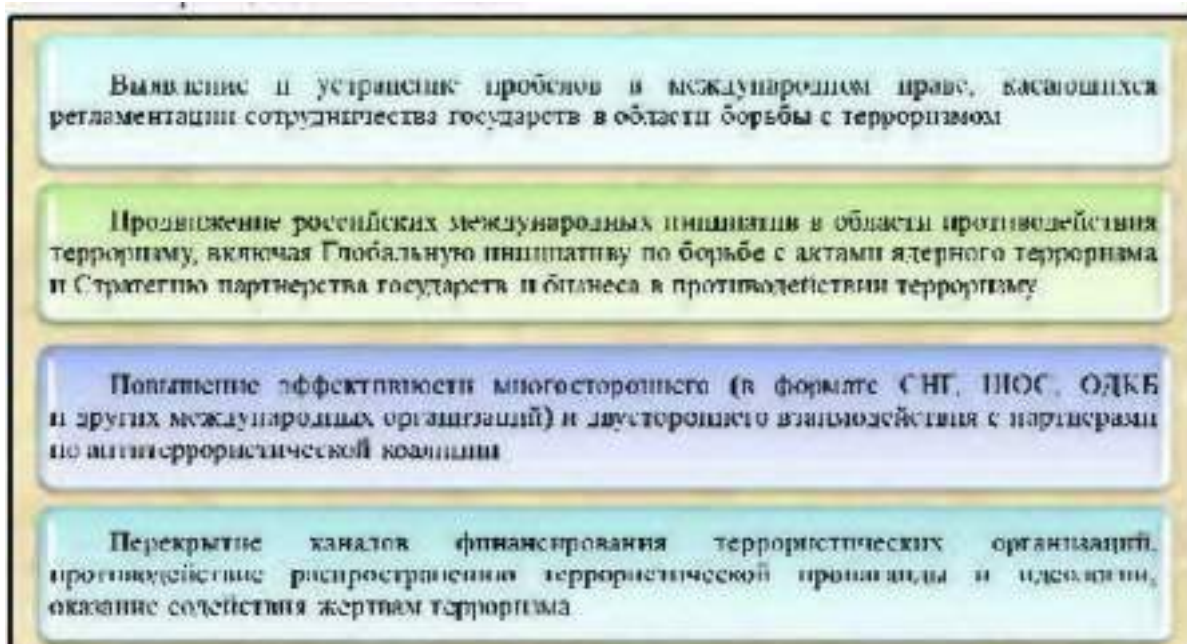 Выявление и устранение пробелов в международном праве, касающихся
регламентации сотрудничества государств в области борьбы с терроризмом
Продвижение российских международных инициатив в области противодействия
терроризму, включая Глобальную инициативу по борьбе с актами ядерного терроризма
и Стратегию партнерства государств и бизнеса в противодействии терроризму
Повышение эффективности многостороннего (в формате СНГ, ШОС, ОДКБ
и других международных организаций) и двустороннего взаимодействия с партнерами
по антитеррористической коалиции
Перекрытие каналов финансирования террористических организаций,
противодействие распространению террористической пропаганды и идеологии,
оказание содействия жертвам терроризма